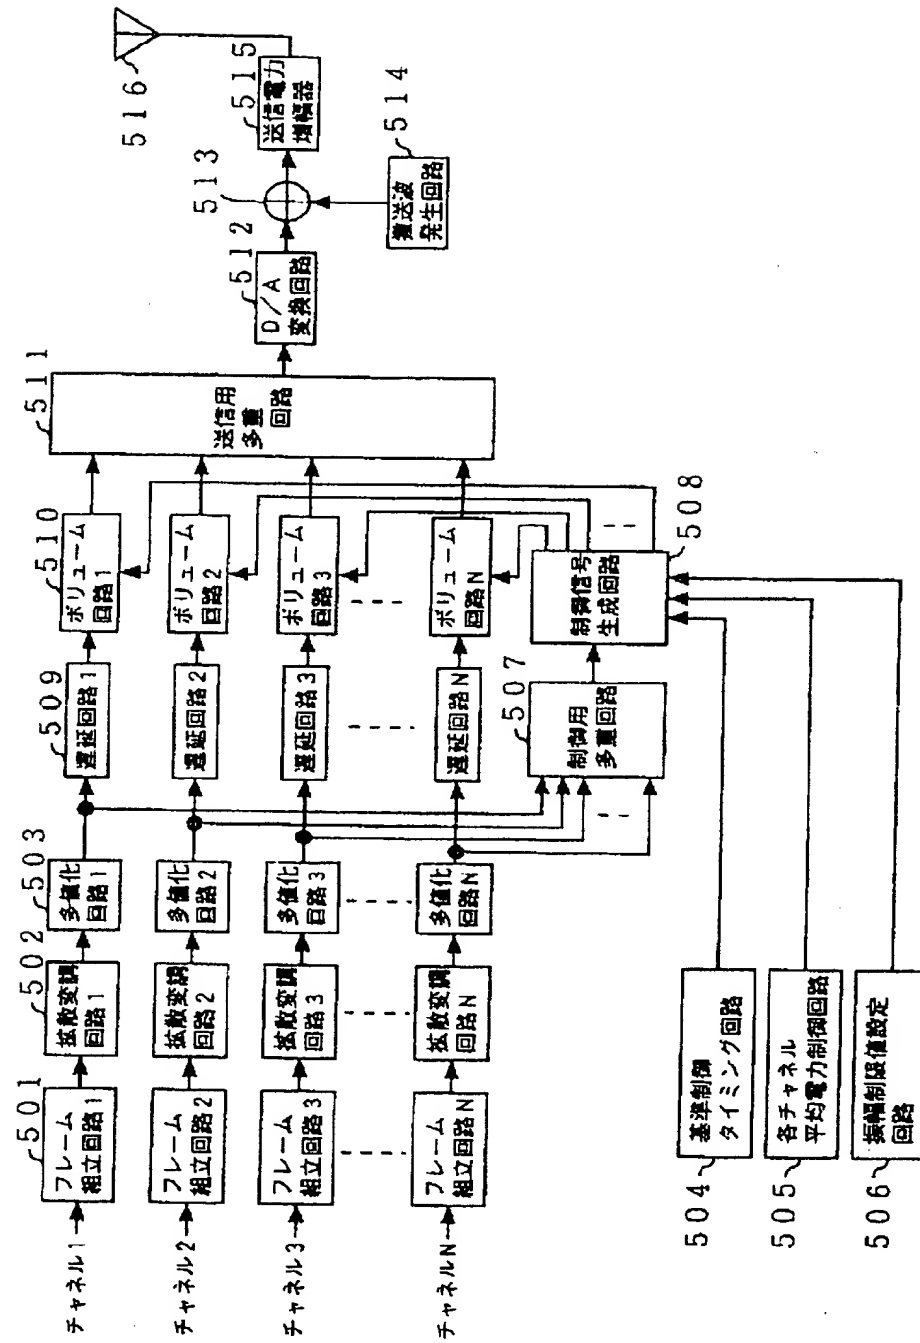 チャネル1
501
フレーム
組立回路1
502
拡散変調
回路1
503
多値化
回路1
509
遅延回路1
510
ボリューム
回路1
511
送信用
多重
回路
512
D/A
変換回路
513
514
搬送波
発生回路
515
送信電力
増幅器
516
チャネル2
フレーム
組立回路2
拡散変調
回路2
多値化
回路2
遅延回路2
ボリューム
回路2
チャネル3
フレーム
組立回路3
拡散変調
回路3
多値化
回路3
遅延回路3
ボリューム
回路3
チャネルN
フレーム
組立回路N
拡散変調
回路N
多値化
回路N
遅延回路N
ボリューム
回路N
507
制御用
多重回路
508
制御信号
生成回路
504
基準制御
タイミング回路
505
各チャネル
平均電力制御回路
506
振幅制限値設定
回路